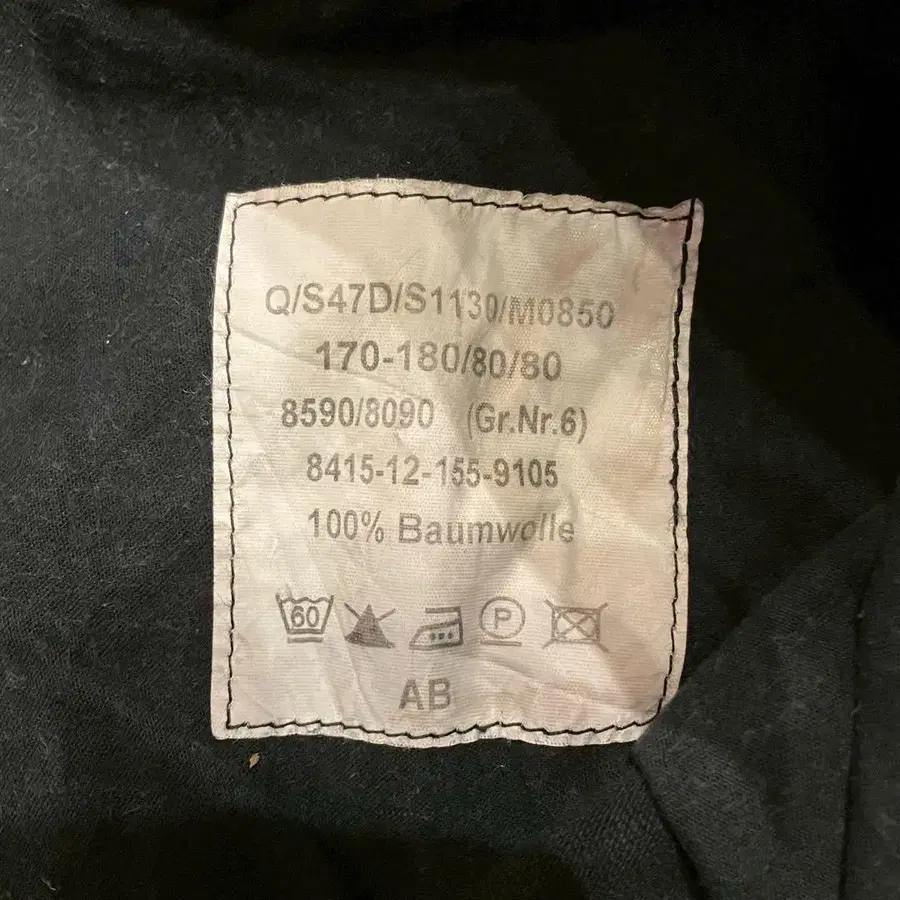 Q/S47D/S1130/M0850
170-180/80/80
8590/8090 (Gr.Nr.6)
8415-12-155-9105
100% Baumwolle
60 P
AB